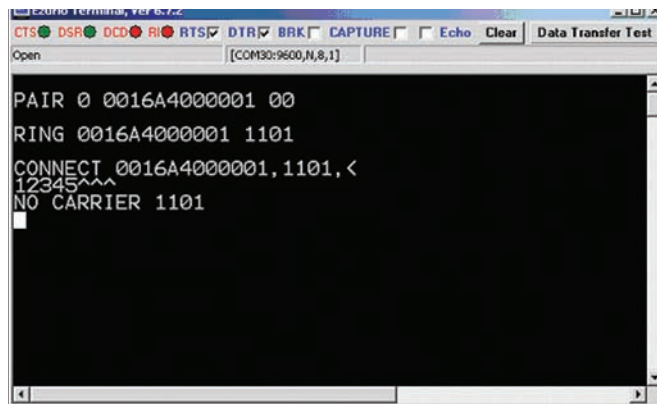 Ezurio Terminal, Ver 6.7.2
CTS DSR DCD RI RTS DTR BRK CAPTURE Echo Clear Data Transfer Test
Open [COM30:9600,N,8,1]
PAIR 0 0016A4000001 00
RING 0016A4000001 1101
CONNECT 0016A4000001,1101,<
12345^^^
NO CARRIER 1101